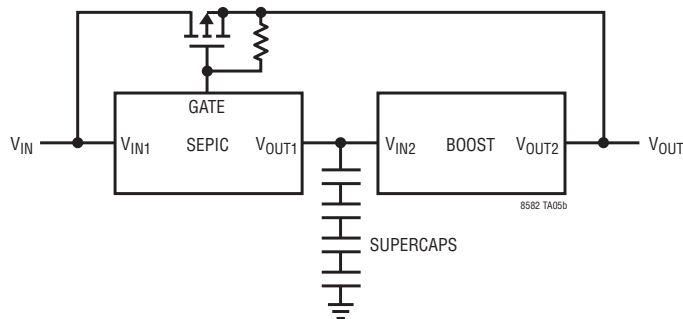 GATE
V_IN V_IN1 SEPIC V_OUT1 V_IN2 BOOST V_OUT2 V_OUT
8582 TA05b
SUPERCAPS